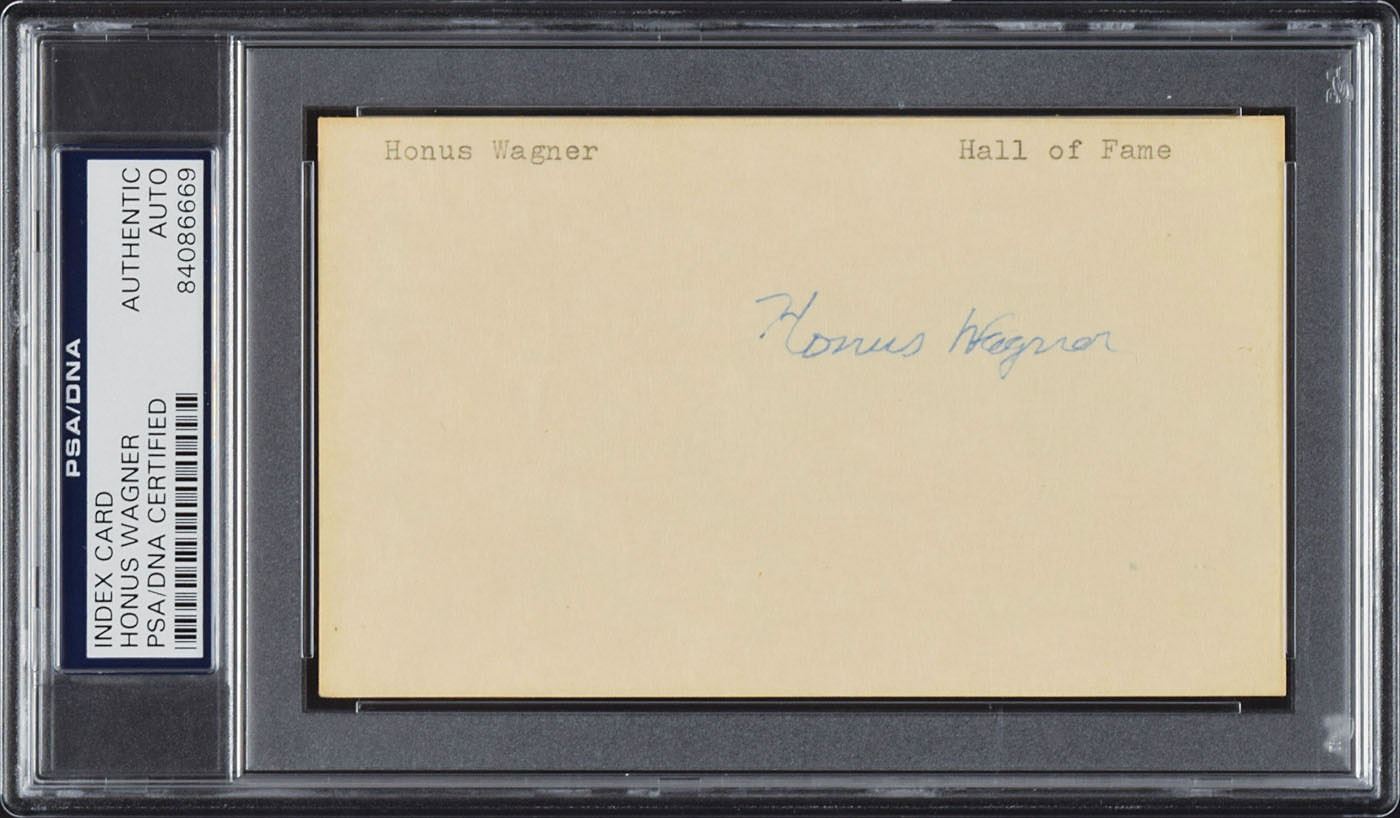 PSA/DNA
INDEX CARD
HONUS WAGNER AUTHENTIC
PSA/DNA CERTIFIED AUTO
84086669
Honus Wagner Hall of Fame
Honus Wagner